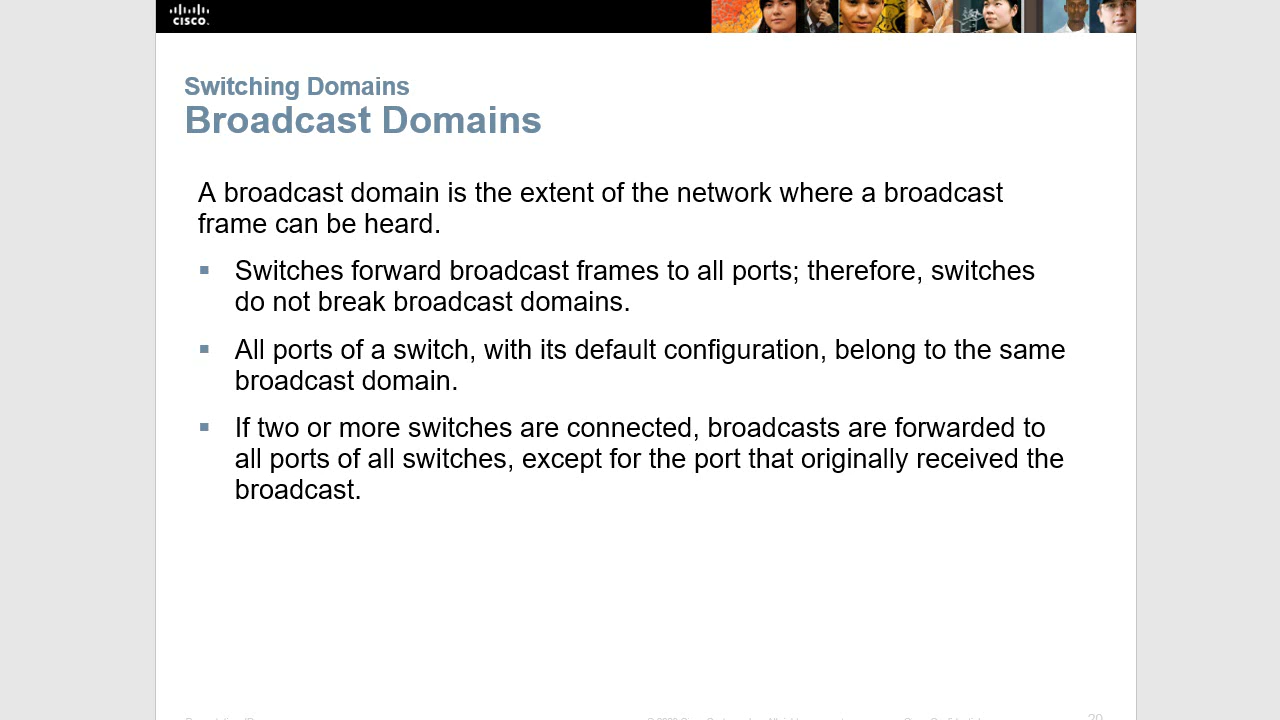 CISCO.
Switching Domains
Broadcast Domains
A broadcast domain is the extent of the network where a broadcast
frame can be heard.
Switches forward broadcast frames to all ports; therefore, switches
do not break broadcast domains.
All ports of a switch, with its default configuration, belong to the same
broadcast domain.
If two or more switches are connected, broadcasts are forwarded to
all ports of all switches, except for the port that originally received the
broadcast.
20